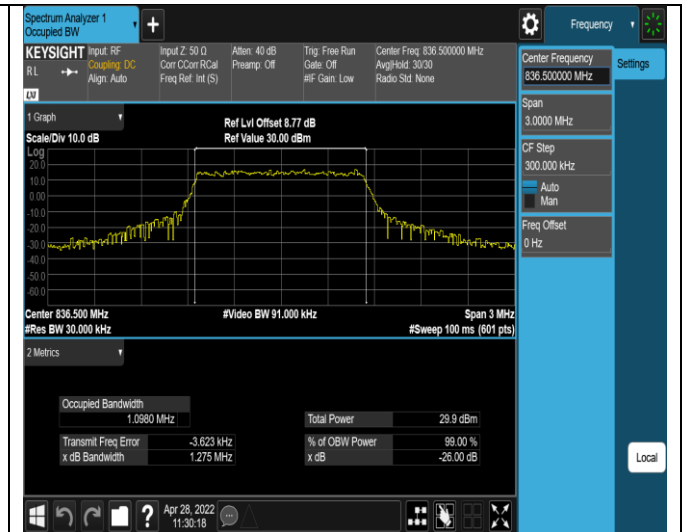 Spectrum Analyzer 1
Occupied BW
+
Frequency
KEYSIGHT
R L
LXI
Input: RF
Coupling: DC
Align: Auto
Input Z: 50 Ω
Corr CCorr RCal
Freq Ref: Int (S)
Atten: 40 dB
Preamp: Off
Trig: Free Run
Gate: Off
#IF Gain: Low
Center Freq: 836.500000 MHz
Avg|Hold: 30/30
Radio Std: None
Center Frequency
836.500000 MHz
Settings
Span
3.0000 MHz
CF Step
300.000 kHz
Auto
Man
Freq Offset
0 Hz
Local
1 Graph
Scale/Div 10.0 dB
Ref Lvl Offset 8.77 dB
Ref Value 30.00 dBm
Log
20.0
10.0
0.00
-10.0
-20.0
-30.0
-40.0
-50.0
-60.0
Center 836.500 MHz
#Res BW 30.000 kHz
#Video BW 91.000 kHz
Span 3 MHz
#Sweep 100 ms (601 pts)
2 Metrics
Occupied Bandwidth
1.0980 MHz
Total Power 29.9 dBm
Transmit Freq Error -3.623 kHz
% of OBW Power 99.00 %
x dB Bandwidth 1.275 MHz
x dB -26.00 dB
?
Apr 28, 2022
11:30:18